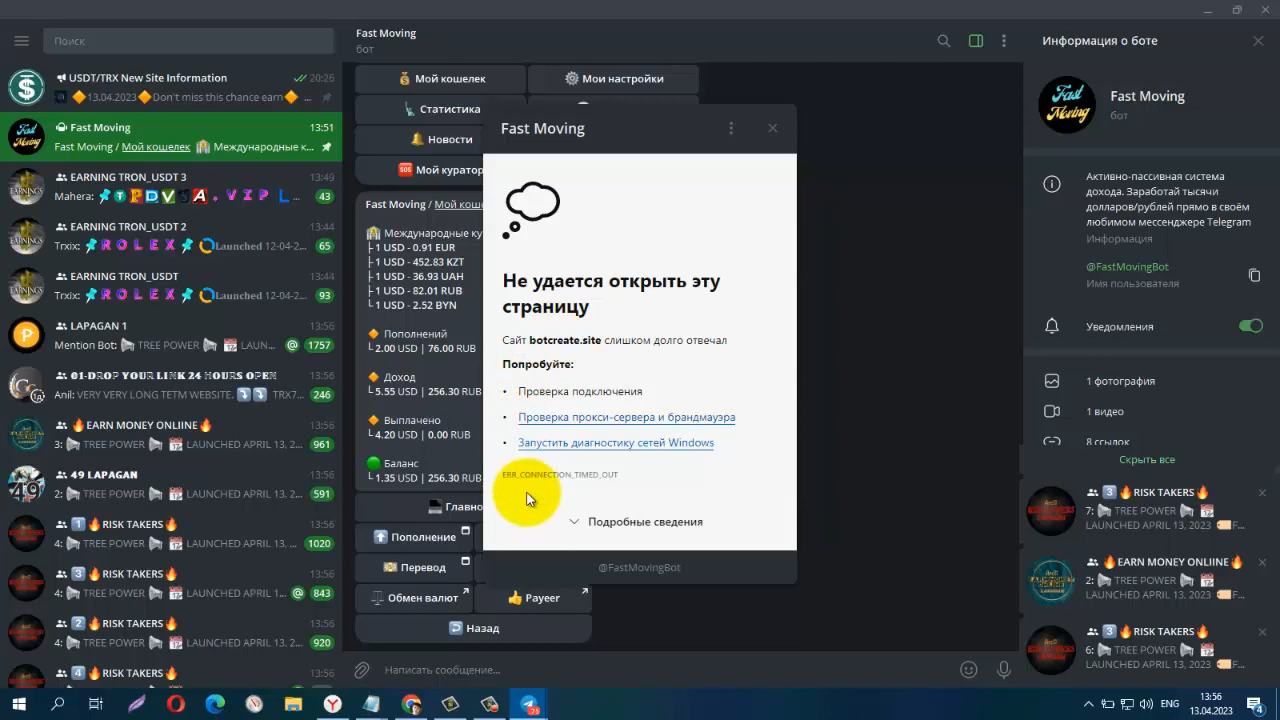 Поиск
USDT/TRX New Site Information
20:26
🔶13.04.2023🔶Don't miss this chance earn🔶
Fast Moving
13:51
Fast Moving / Мой кошелек 🏦 Международные к...
EARNING TRON_USDT 3
13:49
Mahera: 📌 T P D V S A . V I P L ...
43
EARNING TRON_USDT 2
13:44
Trxix: 📌 R O L E X 📌 Launched 12-04-2...
65
EARNING TRON_USDT
13:44
Trxix: 📌 R O L E X 📌 Launched 12-04-2...
93
LAPAGAN 1
13:56
Mention Bot: 📢 TREE POWER 📢 📆 LAUN...
@ 1757
01-DROP YOUR LINK 24 HOURS OPEN
13:56
Anil: VERY VERY LONG TETM WEBSITE. ⤵️⤵️ TRX7...
246
🔥EARN MONEY ONLIINE🔥
13:56
3: 📢 TREE POWER 📢 📆 LAUNCHED APRIL 13, 2...
961
49 LAPAGAN
13:56
2: 📢 TREE POWER 📢 📆 LAUNCHED APRIL 13, 2...
591
1️⃣🔥RISK TAKERS🔥
13:56
4: 📢 TREE POWER 📢 📆 LAUNCHED APRIL 13, ...
1020
3️⃣🔥RISK TAKERS🔥
13:56
4: 📢 TREE POWER 📢 📆 LAUNCHED APRIL 13, ...
@ 843
2️⃣🔥RISK TAKERS🔥
13:56
4: 📢 TREE POWER 📢 📆 LAUNCHED APRIL 13, 2...
920
4️⃣🔥RISK TAKERS🔥
13:56
Fast Moving
бот
💰 Мой кошелек
⚙️ Мои настройки
Статистика
🔔 Новости
🆘 Мой куратор
Fast Moving / Мой коше
🏦 Международные ку
├ 1 USD - 0.91 EUR
├ 1 USD - 452.83 KZT
├ 1 USD - 36.93 UAH
├ 1 USD - 82.01 RUB
└ 1 USD - 2.52 BYN
🔶 Пополнений
└ 2.00 USD | 76.00 RUB
🔶 Доход
└ 5.55 USD | 256.30 RUB
🔶 Выплачено
└ 4.20 USD | 0.00 RUB
🟢 Баланс
└ 1.35 USD | 256.30 RUB
Главно
⬆️ Пополнение
💴 Перевод
Обмен валют
👍 Payeer
↩️ Назад
Написать сообщение...
Fast Moving
Не удается открыть эту
страницу
Сайт botcreate.site слишком долго отвечал
Попробуйте:
• Проверка подключения
• Проверка прокси-сервера и брандмауэра
• Запустить диагностику сетей Windows
ERR_CONNECTION_TIMED_OUT
Подробные сведения
@FastMovingBot
Информация о боте
Fast Moving
бот
Активно-пассивная система
дохода. Заработай тысячи
долларов/рублей прямо в своём
любимом мессенджере Telegram
Информация
@FastMovingBot
Имя пользователя
Уведомления
1 фотография
1 видео
8 ссылок
Скрыть все
3️⃣🔥RISK TAKERS🔥
7: 📢 TREE POWER 📢 📆
LAUNCHED APRIL 13, 2023 F...
🔥EARN MONEY ONLIINE🔥
2: 📢 TREE POWER 📢 📆
LAUNCHED APRIL 13, 2023 F...
3️⃣🔥RISK TAKERS🔥
6: 📢 TREE POWER 📢 📆
LAUNCHED APRIL 13, 2023 F...
25
ENG
13:56
13.04.2023
4